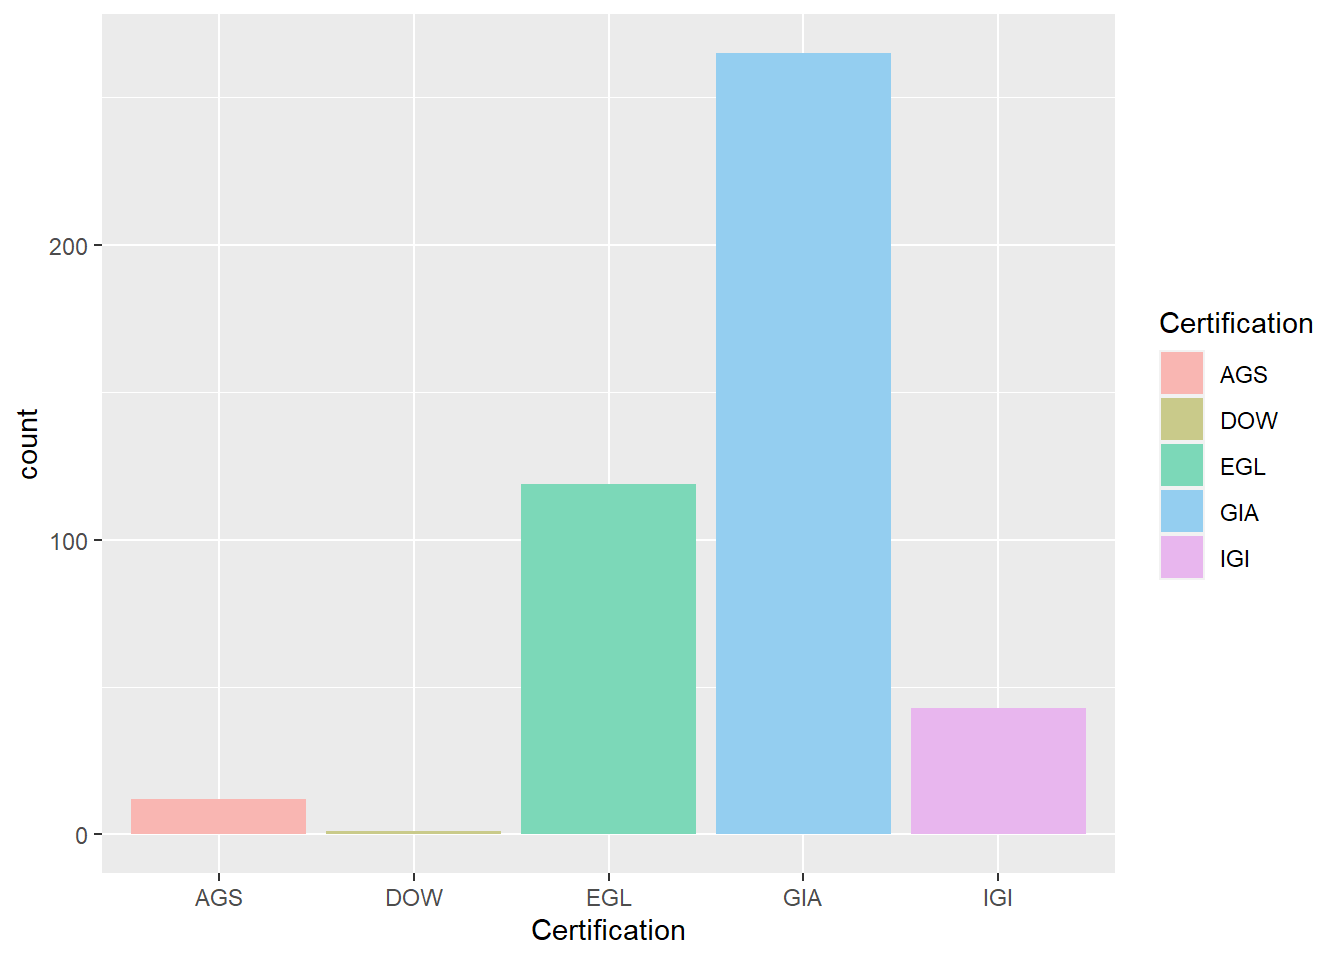 count
200
100
0
AGS
DOW
EGL
GIA
IGI
Certification
Certification
AGS
DOW
EGL
GIA
IGI